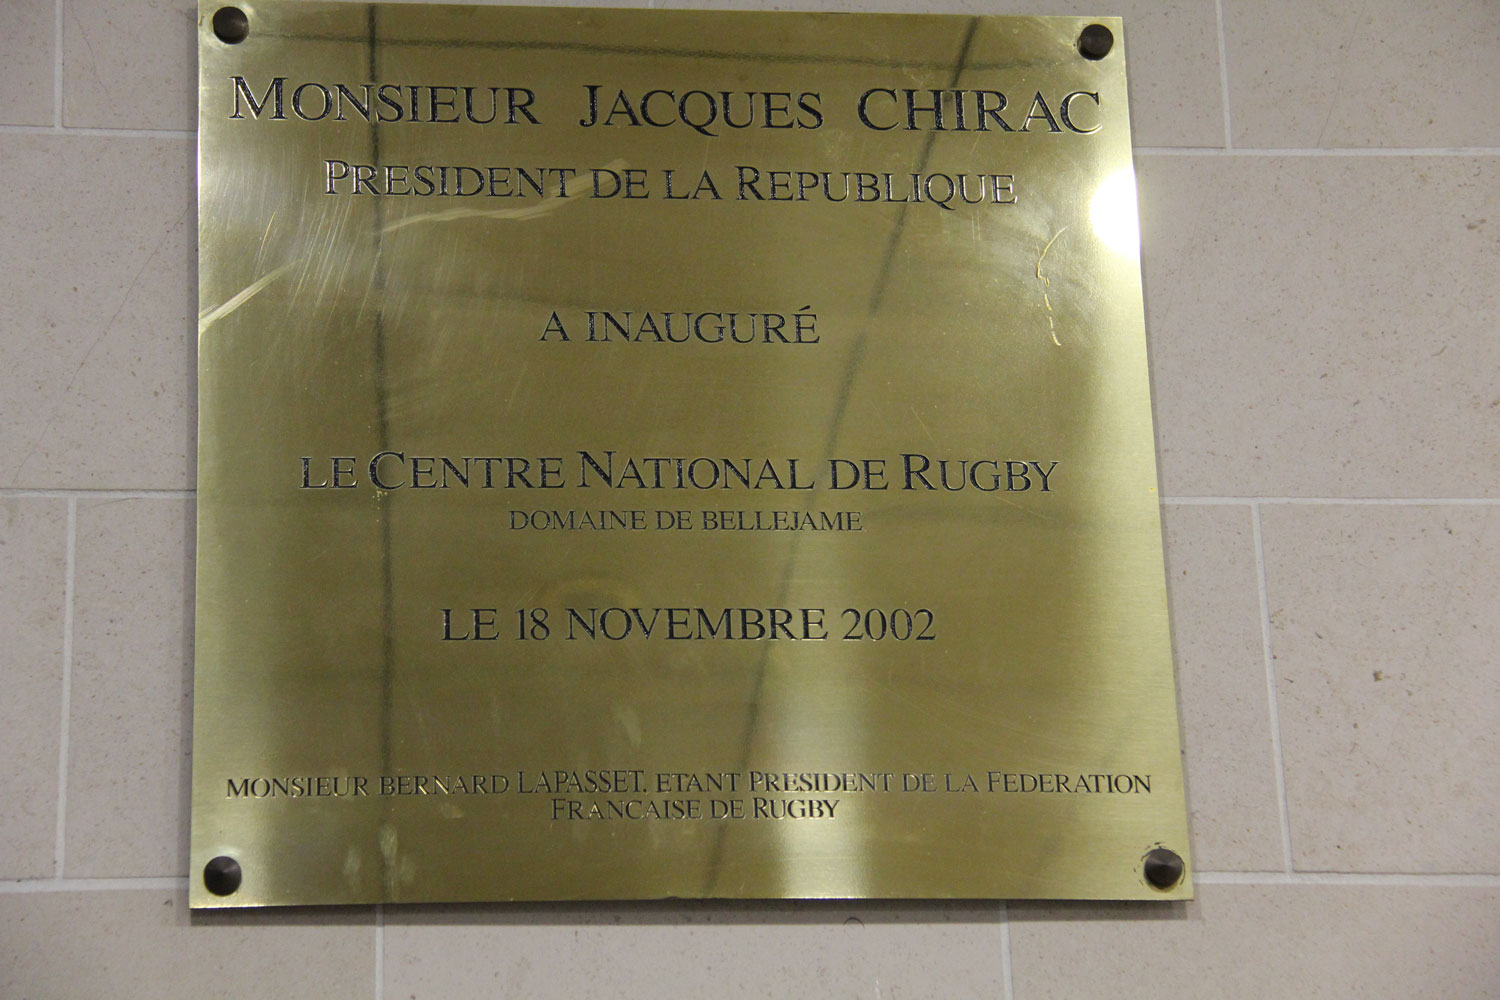 MONSIEUR JACQUES CHIRAC
PRESIDENT DE LA REPUBLIQUE
A INAUGURÉ
LE CENTRE NATIONAL DE RUGBY
DOMAINE DE BELLEJAME
LE 18 NOVEMBRE 2002
MONSIEUR BERNARD LAPASSET. ETANT PRESIDENT DE LA FEDERATION
FRANCAISE DE RUGBY